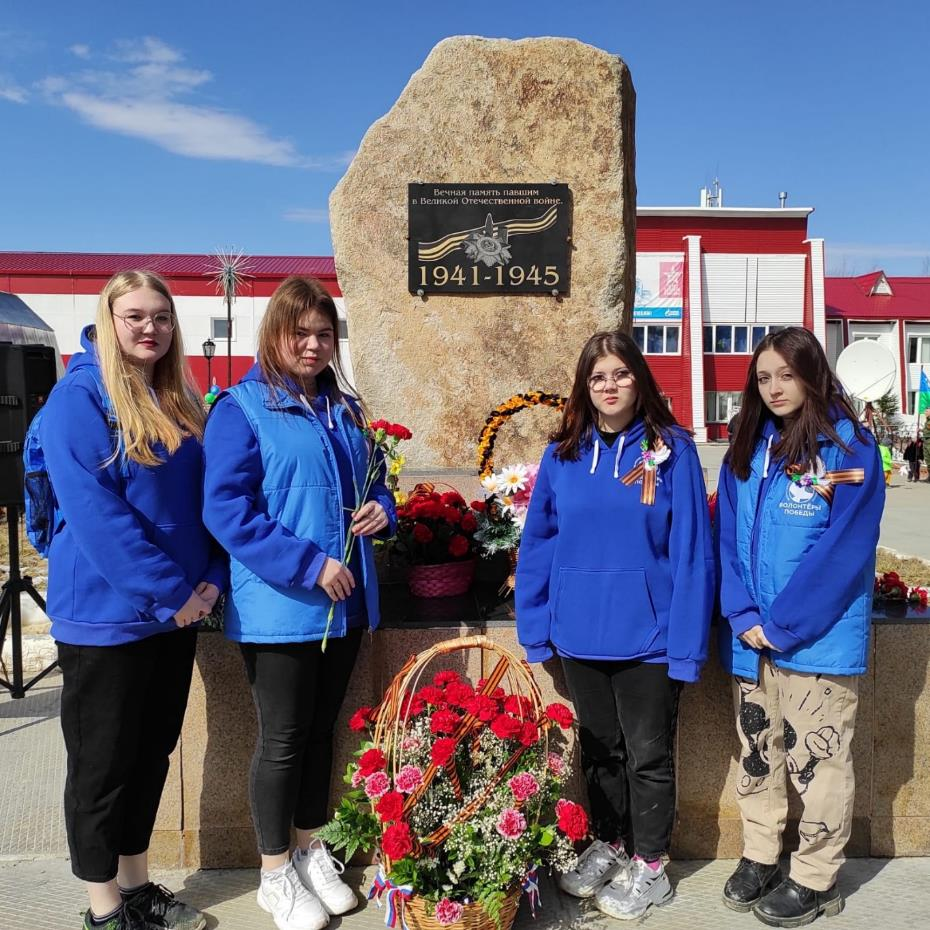 Вечная память павшим
в Великой Отечественной войне.
1941-1945
ВОЛОНТЁРЫ
ПОБЕДЫ